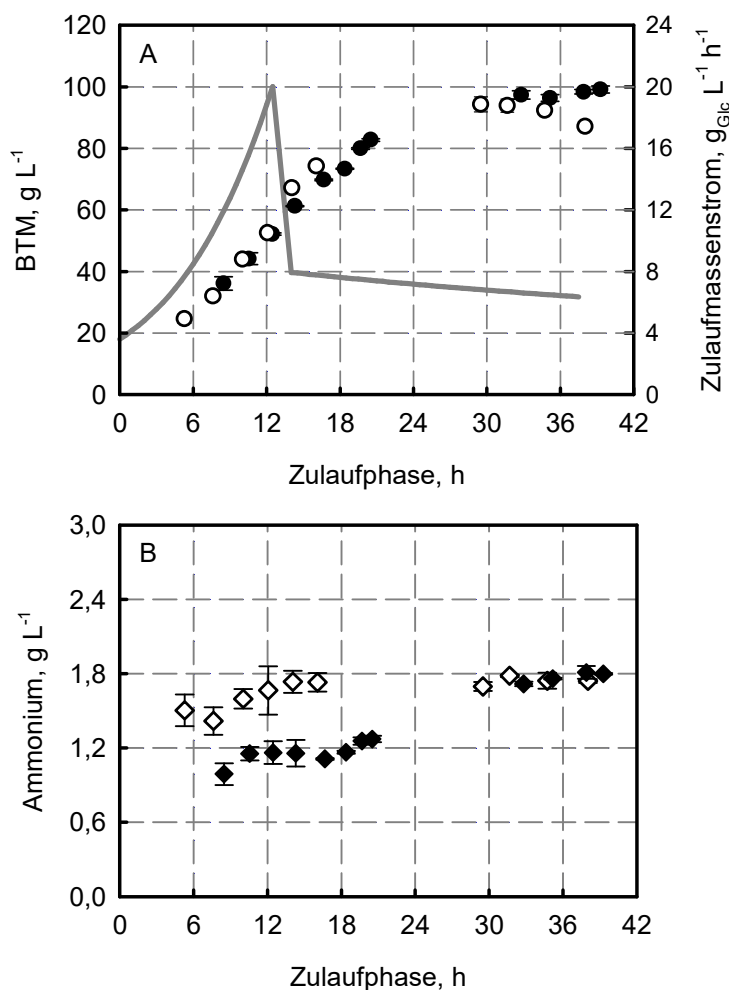 A
BTM, g L⁻¹
120
100
80
60
40
20
0
24
20
16
12
8
4
0
Zulaufmassenstrom, g_Glc L⁻¹ h⁻¹
0 6 12 18 24 30 36 42
Zulaufphase, h
B
Ammonium, g L⁻¹
3,0
2,4
1,8
1,2
0,6
0,0
0 6 12 18 24 30 36 42
Zulaufphase, h